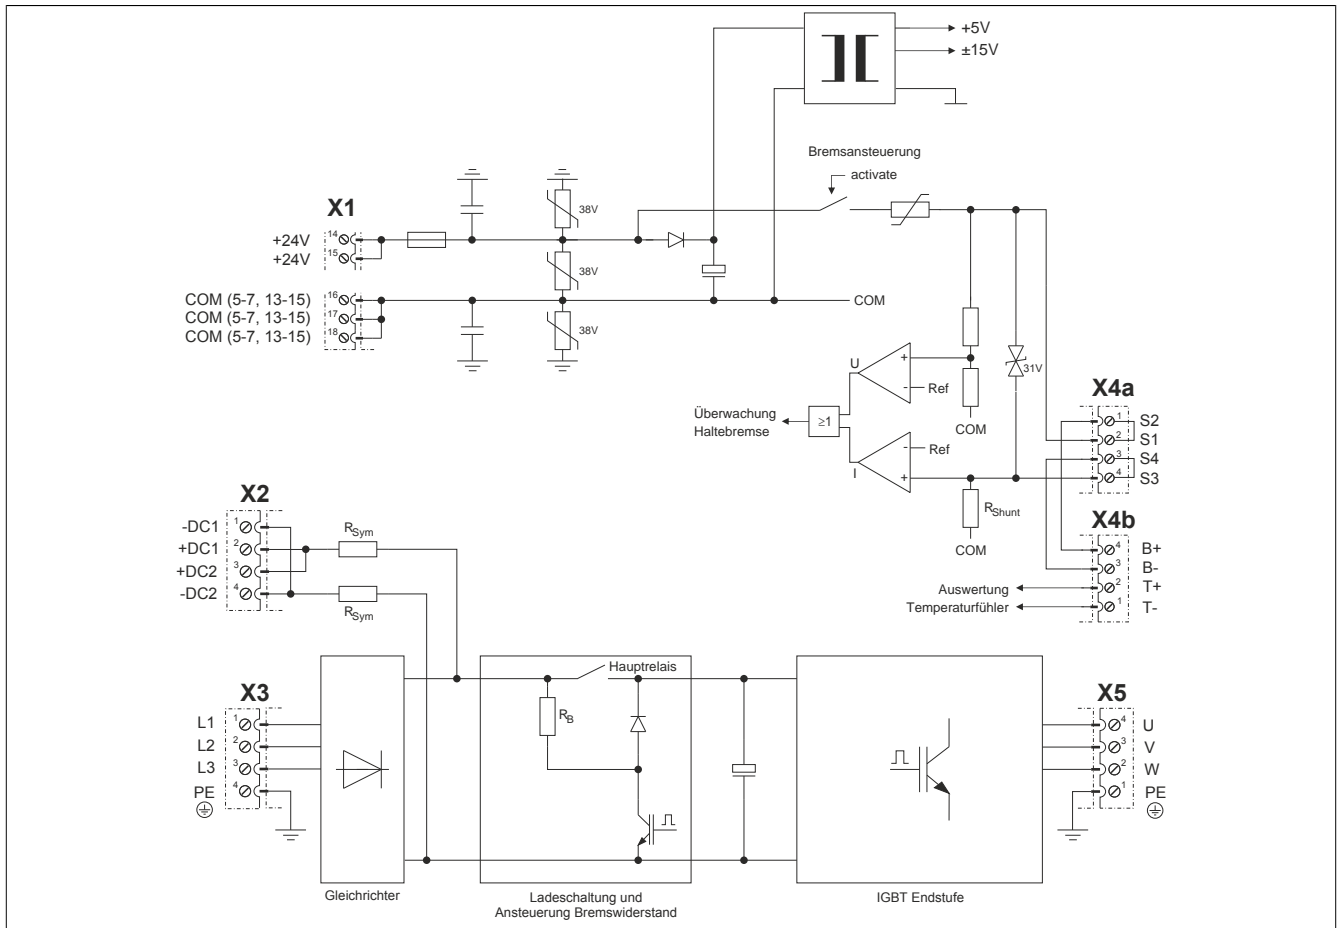 +5V
±15V
Bremsansteuerung
activate
X1
+24V
14
+24V
15
COM (5-7, 13-15)
16
COM (5-7, 13-15)
17
COM (5-7, 13-15)
18
38V
38V
38V
COM
U
+
-
Ref
COM
31V
Überwachung
Haltebremse
≥1
I
-
Ref
+
RShunt
COM
X4a
1
S2
2
S1
3
S4
4
S3
X4b
4
B+
3
B-
2
T+
1
T-
Auswertung
Temperaturfühler
X2
-DC1
1
+DC1
2
+DC2
3
-DC2
4
RSym
RSym
X3
L1
1
L2
2
L3
3
PE
4
Hauptrelais
RB
X5
4
U
3
V
2
W
1
PE
Gleichrichter
Ladeschaltung und
Ansteuerung Bremswiderstand
IGBT Endstufe